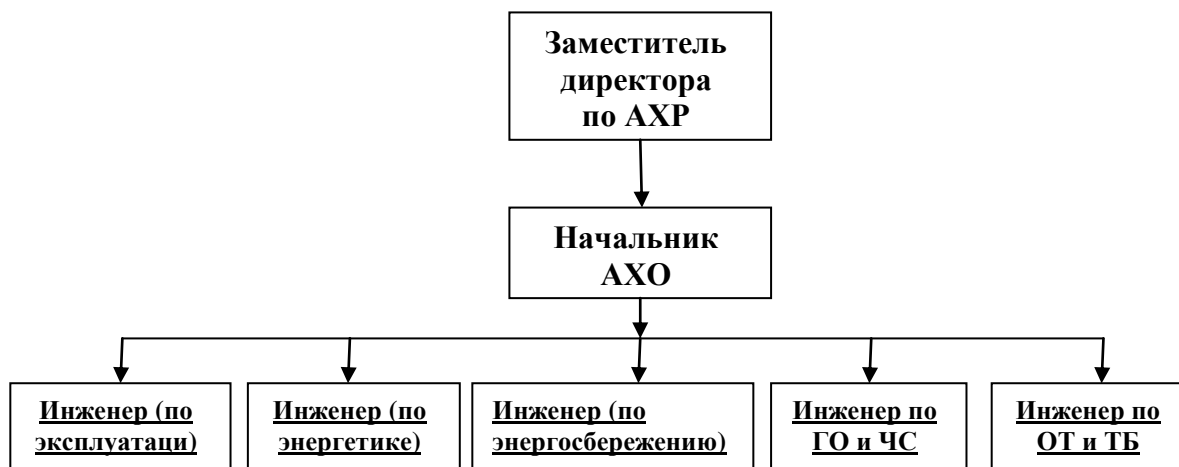 Заместитель
директора
по АХР
Начальник
АХО
Инженер (по
эксплуатаци)
Инженер (по
энергетике)
Инженер (по
энергосбережению)
Инженер по
ГО и ЧС
Инженер по
ОТ и ТБ